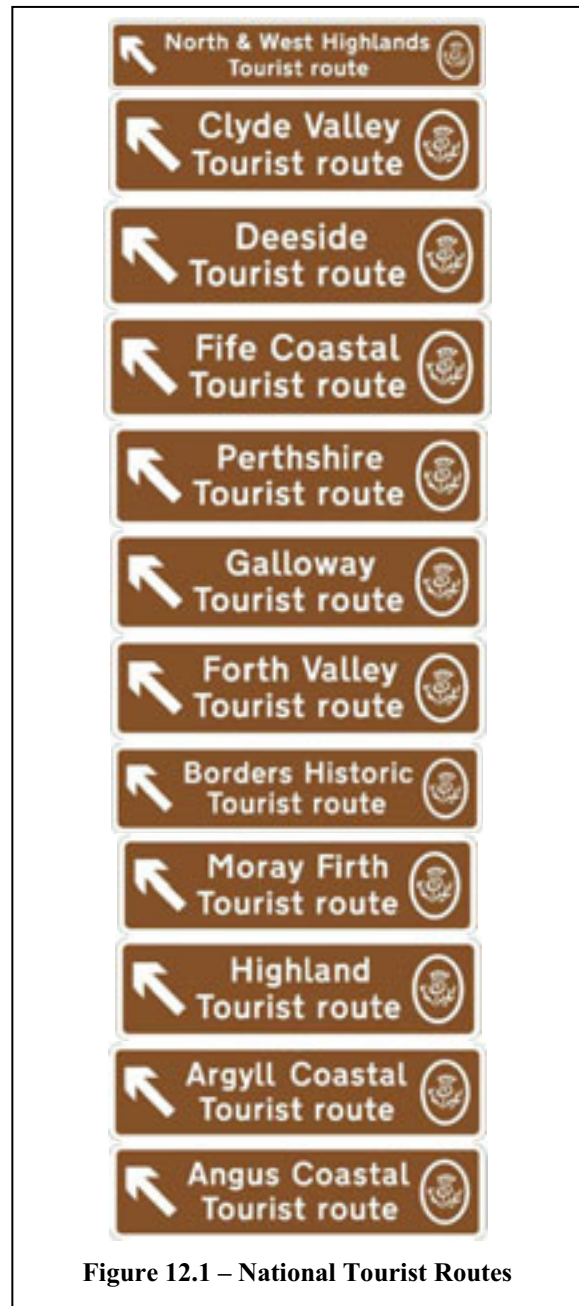 North & West Highlands
Tourist route
Clyde Valley
Tourist route
Deeside
Tourist route
Fife Coastal
Tourist route
Perthshire
Tourist route
Galloway
Tourist route
Forth Valley
Tourist route
Borders Historic
Tourist route
Moray Firth
Tourist route
Highland
Tourist route
Argyll Coastal
Tourist route
Angus Coastal
Tourist route
Figure 12.1 – National Tourist Routes